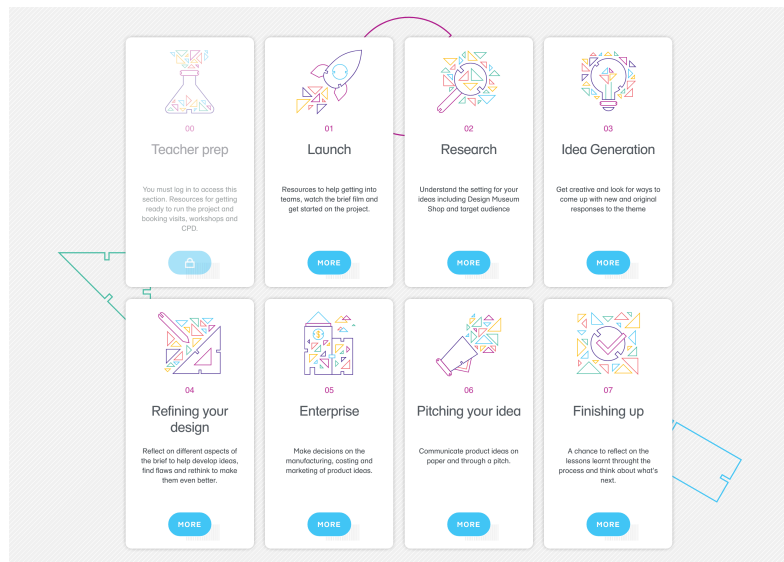 00
Teacher prep
You must log in to access this
section. Resources for getting
ready to run the project and
booking visits, workshops and
CPD.
01
Launch
Resources to help getting into
teams, watch the brief film and
get started on the project.
MORE
02
Research
Understand the setting for your
ideas including Design Museum
Shop and target audience
MORE
03
Idea Generation
Get creative and look for ways to
come up with new and original
responses to the theme
MORE
04
Refining your
design
Reflect on different aspects of
the brief to help develop ideas,
find flaws and rethink to make
them even better.
MORE
$
05
Enterprise
Make decisions on the
manufacturing, costing and
marketing of product ideas.
MORE
06
Pitching your idea
Communicate product ideas on
paper and through a pitch.
MORE
07
Finishing up
A chance to reflect on the
lessons learnt throught the
process and think about what's
next.
MORE